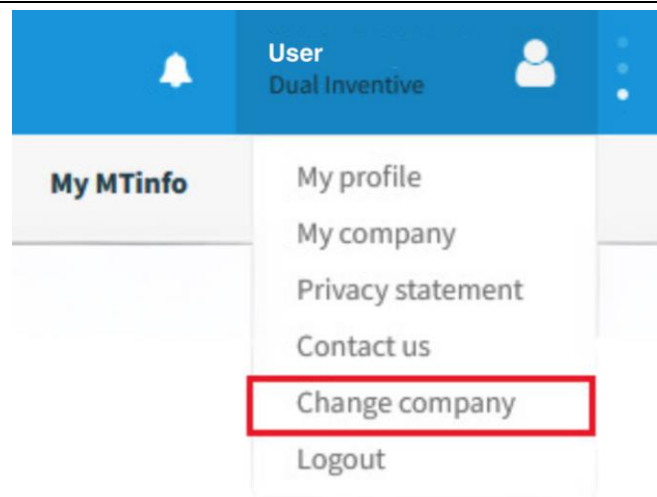 User
Dual Inventive
My MTinfo
My profile
My company
Privacy statement
Contact us
Change company
Logout